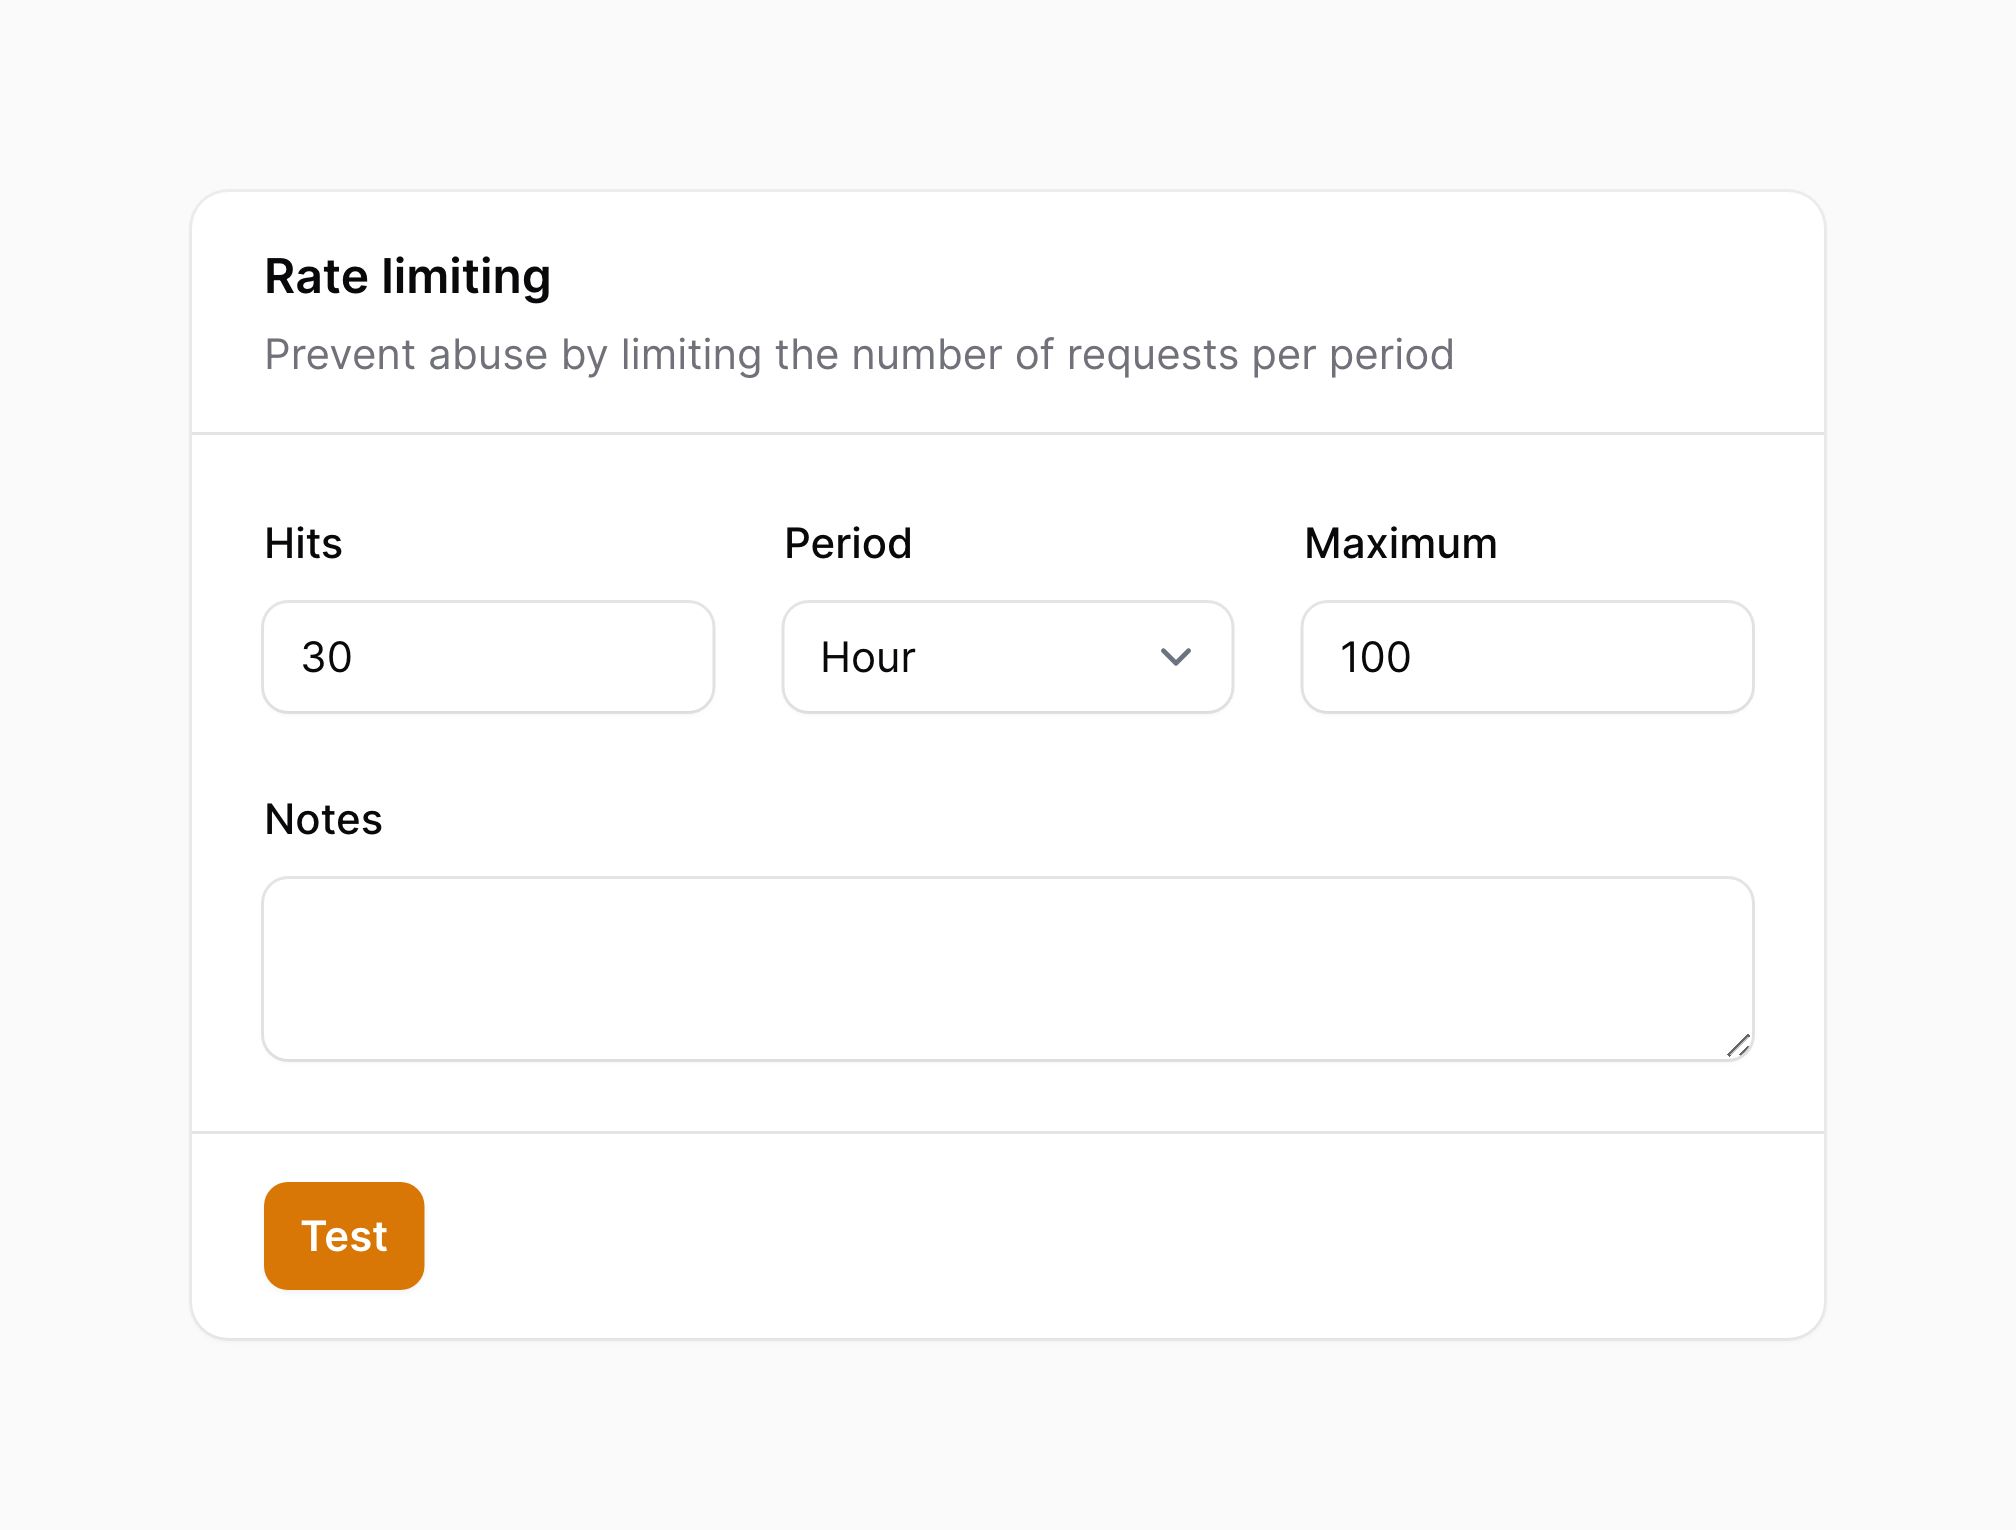 Rate limiting
Prevent abuse by limiting the number of requests per period
Hits
Period
Maximum
30
Hour
100
Notes
Test